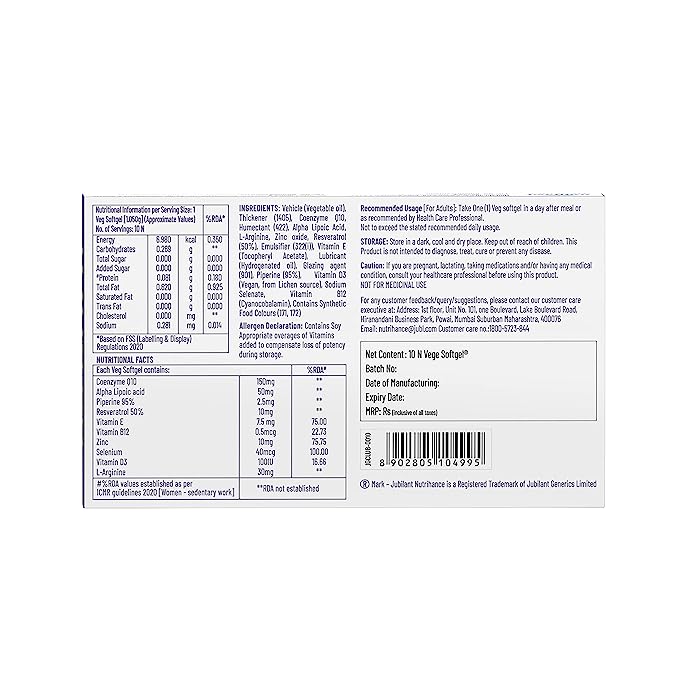 Nutritional Information per Serving Size: 1
Veg Softgel [1.050g] (Approximate Values)
No. of Servings: 10 N
%RDA*
Energy 6.980 kcal 0.350
Carbohydrates 0.269 g **
Total Sugar 0.000 g 0.000
Added Sugar 0.000 g 0.000
*Protein 0.081 g 0.180
Total Fat 0.620 g 0.925
Saturated Fat 0.000 g 0.000
Trans Fat 0.000 g 0.000
Cholesterol 0.000 mg **
Sodium 0.281 mg 0.014
*Based on FSS (Labelling & Display)
Regulations 2020
NUTRITIONAL FACTS
Each Veg Softgel contains: %RDA#
Coenzyme Q10 150mg **
Alpha Lipoic acid 50mg **
Piperine 95% 2.5mg **
Resveratrol 50% 10mg **
Vitamin E 7.5 mg 75.00
Vitamin B12 0.5mcg 22.73
Zinc 10mg 75.75
Selenium 40mcg 100.00
Vitamin D3 100IU 16.66
L-Arginine 30mg **
#%RDA values established as per
ICMR guidelines 2020 [Women - sedentary work]
**RDA not established
INGREDIENTS: Vehicle (Vegetable oil),
Thickener (1405), Coenzyme Q10,
Humectant (422), Alpha Lipoic Acid,
L-Arginine, Zinc oxide, Resveratrol
(50%), Emulsifier (322(i)), Vitamin E
(Tocopheryl Acetate), Lubricant
(Hydrogenated oil), Glazing agent
(901), Piperine (95%), Vitamin D3
(Vegan, from Lichen source), Sodium
Selenate, Vitamin B12
(Cyanocobalamin), Contains Synthetic
Food Colours (171, 172)
Allergen Declaration: Contains Soy
Appropriate overages of Vitamins
added to compensate loss of potency
during storage.
Recommended Usage [For Adults]: Take One (1) Veg softgel in a day after meal or
as recommended by Health Care Professional.
Not to exceed the stated recommended daily usage.
STORAGE: Store in a dark, cool and dry place. Keep out of reach of children. This
Product is not intended to diagnose, treat, cure or prevent any disease.
Caution: If you are pregnant, lactating, taking medications and/or having any medical
condition, consult your healthcare professional before using this product.
NOT FOR MEDICINAL USE
For any customer feedback/query/suggestions, please contact our customer care
executive at: Address: 1st floor, Unit No. 101, one Boulevard, Lake Boulevard Road,
Hiranandani Business Park, Powai, Mumbai Suburban Maharashtra, 400076
Email: nutrihance@jubl.com Customer care no.:1800-5723-844
Net Content: 10 N Vege Softgel®
Batch No:
Date of Manufacturing:
Expiry Date:
MRP: Rs (Inclusive of all taxes)
JGCUUB-0010
8 902805 104995
® Mark - Jubilant Nutrihance is a Registered Trademark of Jubilant Generics Limited